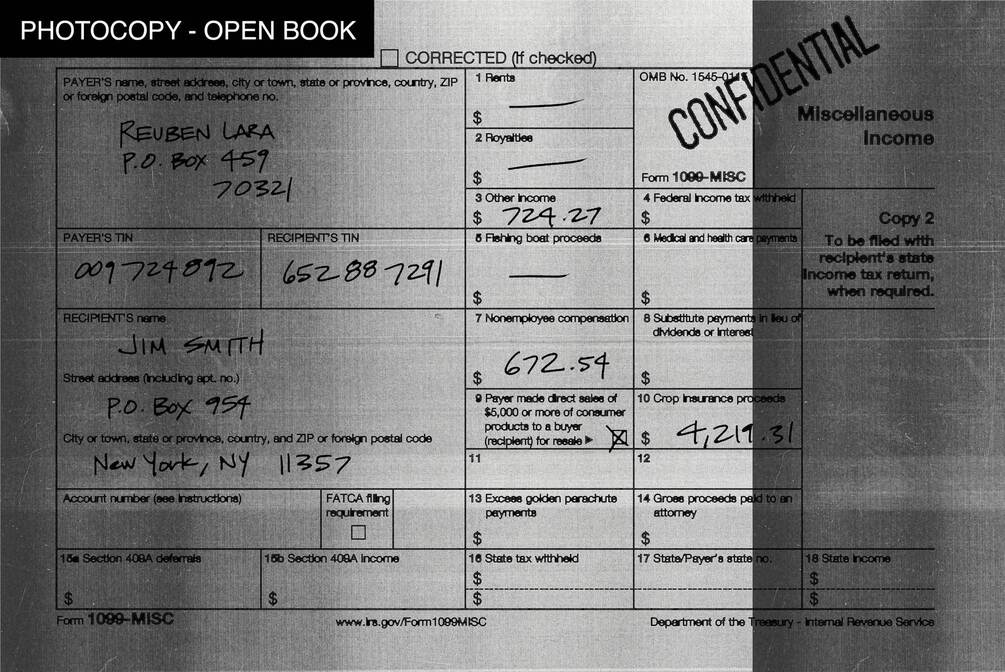 PHOTOCOPY - OPEN BOOK
CORRECTED (If checked)
PAYER'S name, street address, city or town, state or province, country, ZIP
or foreign postal code, and telephone no.
REUBEN LARA
P.O. BOX 459
70321
1 Rents
$
2 Royalties
$
OMB No. 1545-0115
Form 1099-MISC
CONFIDENTIAL
Miscellaneous
Income
3 Other income
$ 724.27
4 Federal income tax withheld
$
Copy 2
To be filed with
recipient's state
income tax return,
when required.
PAYER'S TIN
009724892
RECIPIENT'S TIN
652887291
5 Fishing boat proceeds
$
6 Medical and health care payments
$
RECIPIENT'S name
JIM SMITH
7 Nonemployee compensation
$ 672.54
8 Substitute payments in lieu of
dividends or interest
$
Street address (including apt. no.)
P.O. BOX 954
9 Payer made direct sales of
$5,000 or more of consumer
products to a buyer
(recipient) for resale ▶
10 Crop insurance proceeds
$ 4,219.31
City or town, state or province, country, and ZIP or foreign postal code
New York, NY 11357
11
12
Account number (see instructions)
FATCA filing
requirement
13 Excess golden parachute
payments
$
14 Gross proceeds paid to an
attorney
$
15a Section 409A deferrals
$
15b Section 409A income
$
16 State tax withheld
$
$
17 State/Payer's state no.
18 State income
$
$
Form 1099-MISC
www.irs.gov/Form1099MISC
Department of the Treasury - Internal Revenue Service